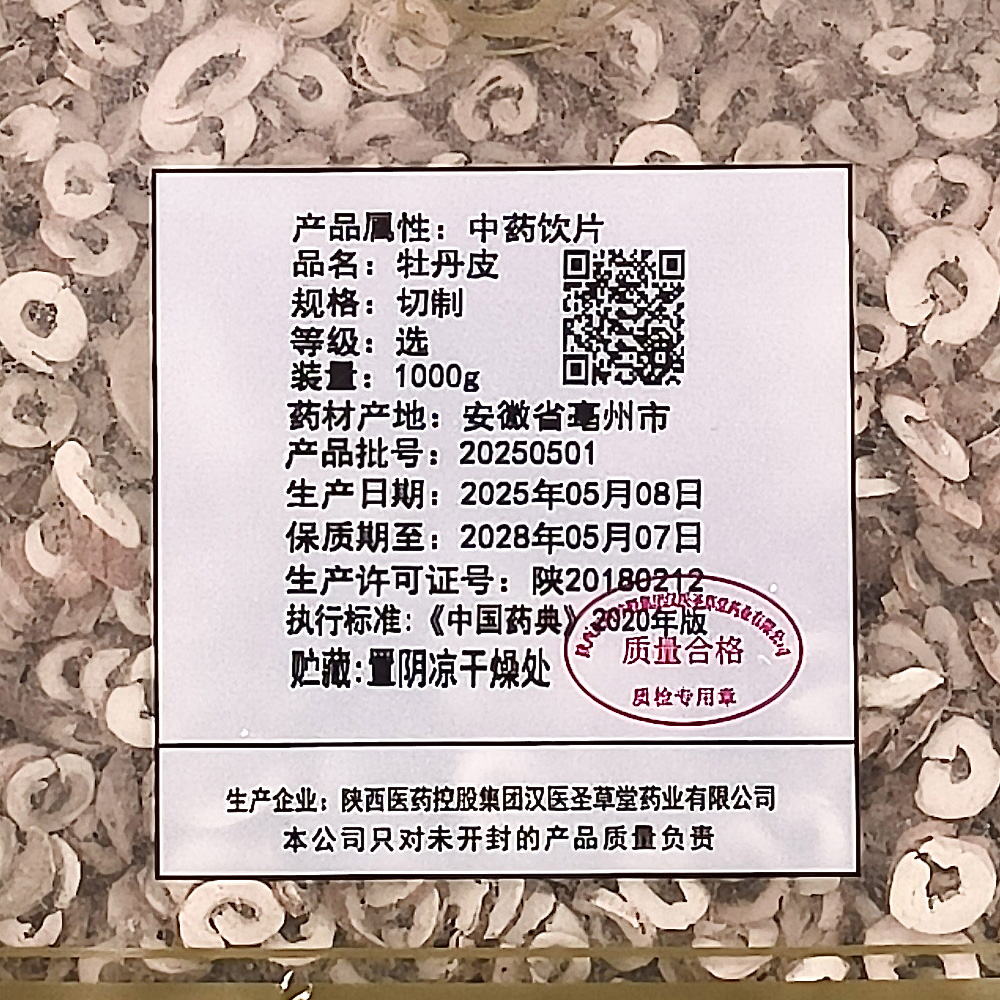 产品属性：中药饮片
品名：牡丹皮
规格：切制
等级：选
装量：1000g
药材产地：安徽省亳州市
产品批号：20250501
生产日期：2025年05月08日
保质期至：2028年05月07日
生产许可证号：陕20180212
执行标准:《中国药典》2020年版
贮藏:置阴凉干燥处
质量合格
质检专用章
生产企业：陕西医药控股集团汉医圣草堂药业有限公司
本公司只对未开封的产品质量负责